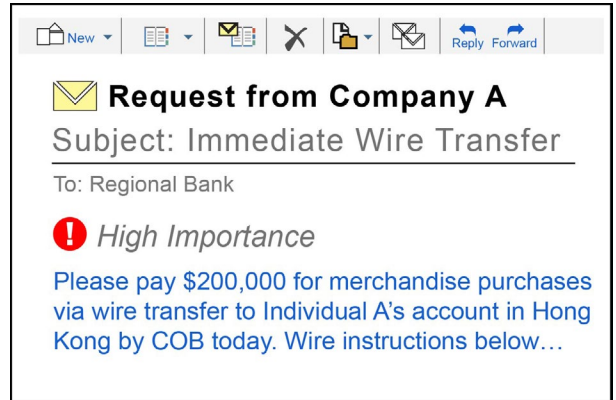 New Reply Forward
Request from Company A
Subject: Immediate Wire Transfer
To: Regional Bank
! High Importance
Please pay $200,000 for merchandise purchases
via wire transfer to Individual A’s account in Hong
Kong by COB today. Wire instructions below…